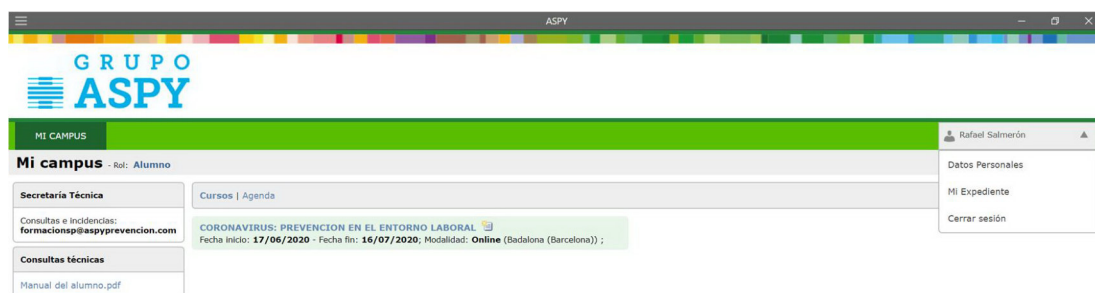 ASPY
GRUPO
ASPY
MI CAMPUS
Rafael Salmerón
Mi campus - Rol: Alumno
Datos Personales
Mi Expediente
Cerrar sesión
Secretaría Técnica
Consultas e incidencias:
formacionsp@aspyprevencion.com
Consultas técnicas
Manual del alumno.pdf
Cursos | Agenda
CORONAVIRUS: PREVENCION EN EL ENTORNO LABORAL
Fecha inicio: 17/06/2020 - Fecha fin: 16/07/2020; Modalidad: Online (Badalona (Barcelona)) ;